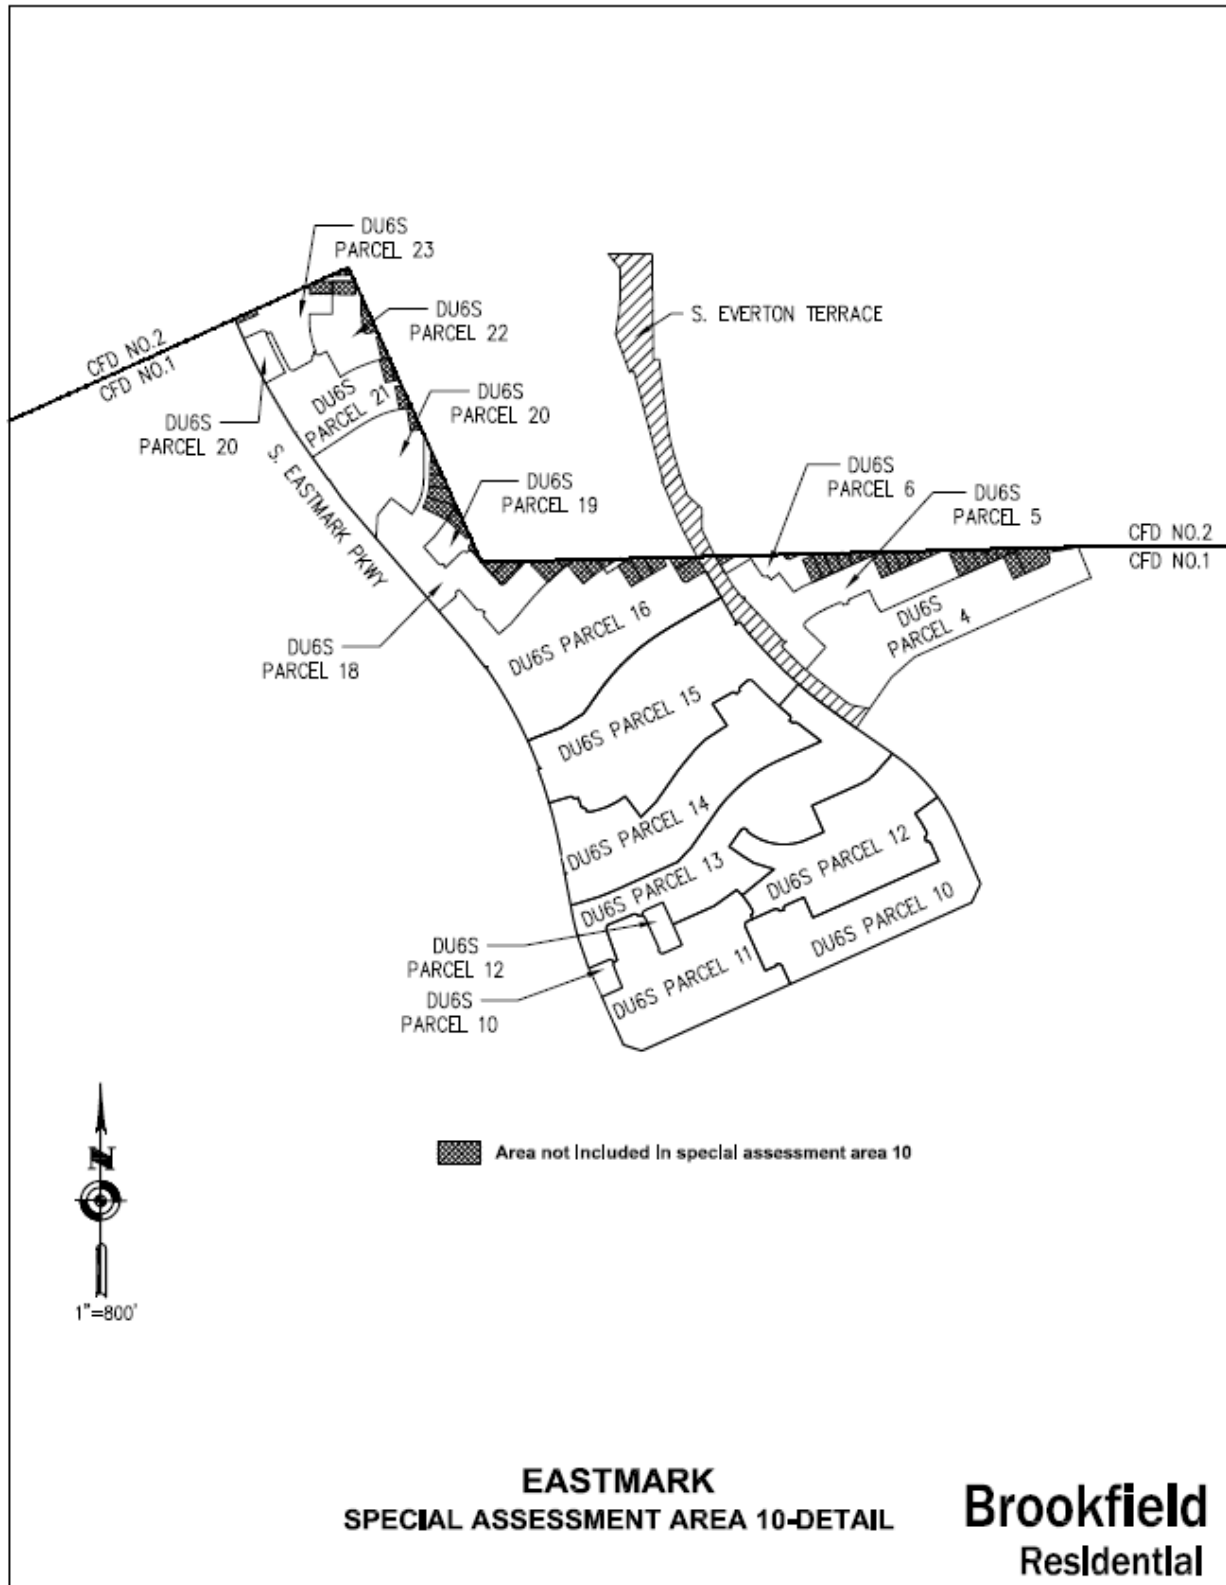 DU6S
PARCEL 23
DU6S
PARCEL 22
S. EVERTON TERRACE
CFD NO.2
CFD NO.1
DU6S
PARCEL 21
DU6S
PARCEL 20
DU6S
PARCEL 20
S. EASTMARK PKWY
DU6S
PARCEL 19
DU6S
PARCEL 6
DU6S
PARCEL 5
CFD NO.2
CFD NO.1
DU6S
PARCEL 4
DU6S PARCEL 16
DU6S
PARCEL 18
DU6S PARCEL 15
DU6S PARCEL 14
DU6S PARCEL 13
DU6S PARCEL 12
DU6S PARCEL 10
DU6S
PARCEL 12
DU6S PARCEL 11
DU6S
PARCEL 10
N
1"=800'
Area not included in special assessment area 10
EASTMARK
SPECIAL ASSESSMENT AREA 10-DETAIL
Brookfield
Residential